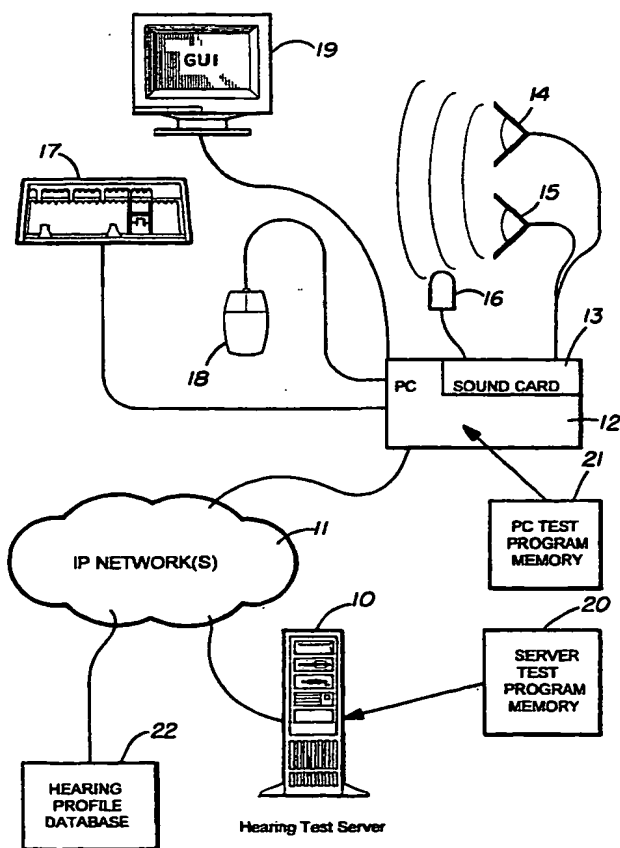 19
GUI
14
17
15
16
13
18
PC
SOUND CARD
12
21
11
PC TEST
PROGRAM
MEMORY
IP NETWORK(S)
10
20
SERVER
TEST
PROGRAM
MEMORY
22
HEARING
PROFILE
DATABASE
Hearing Test Server